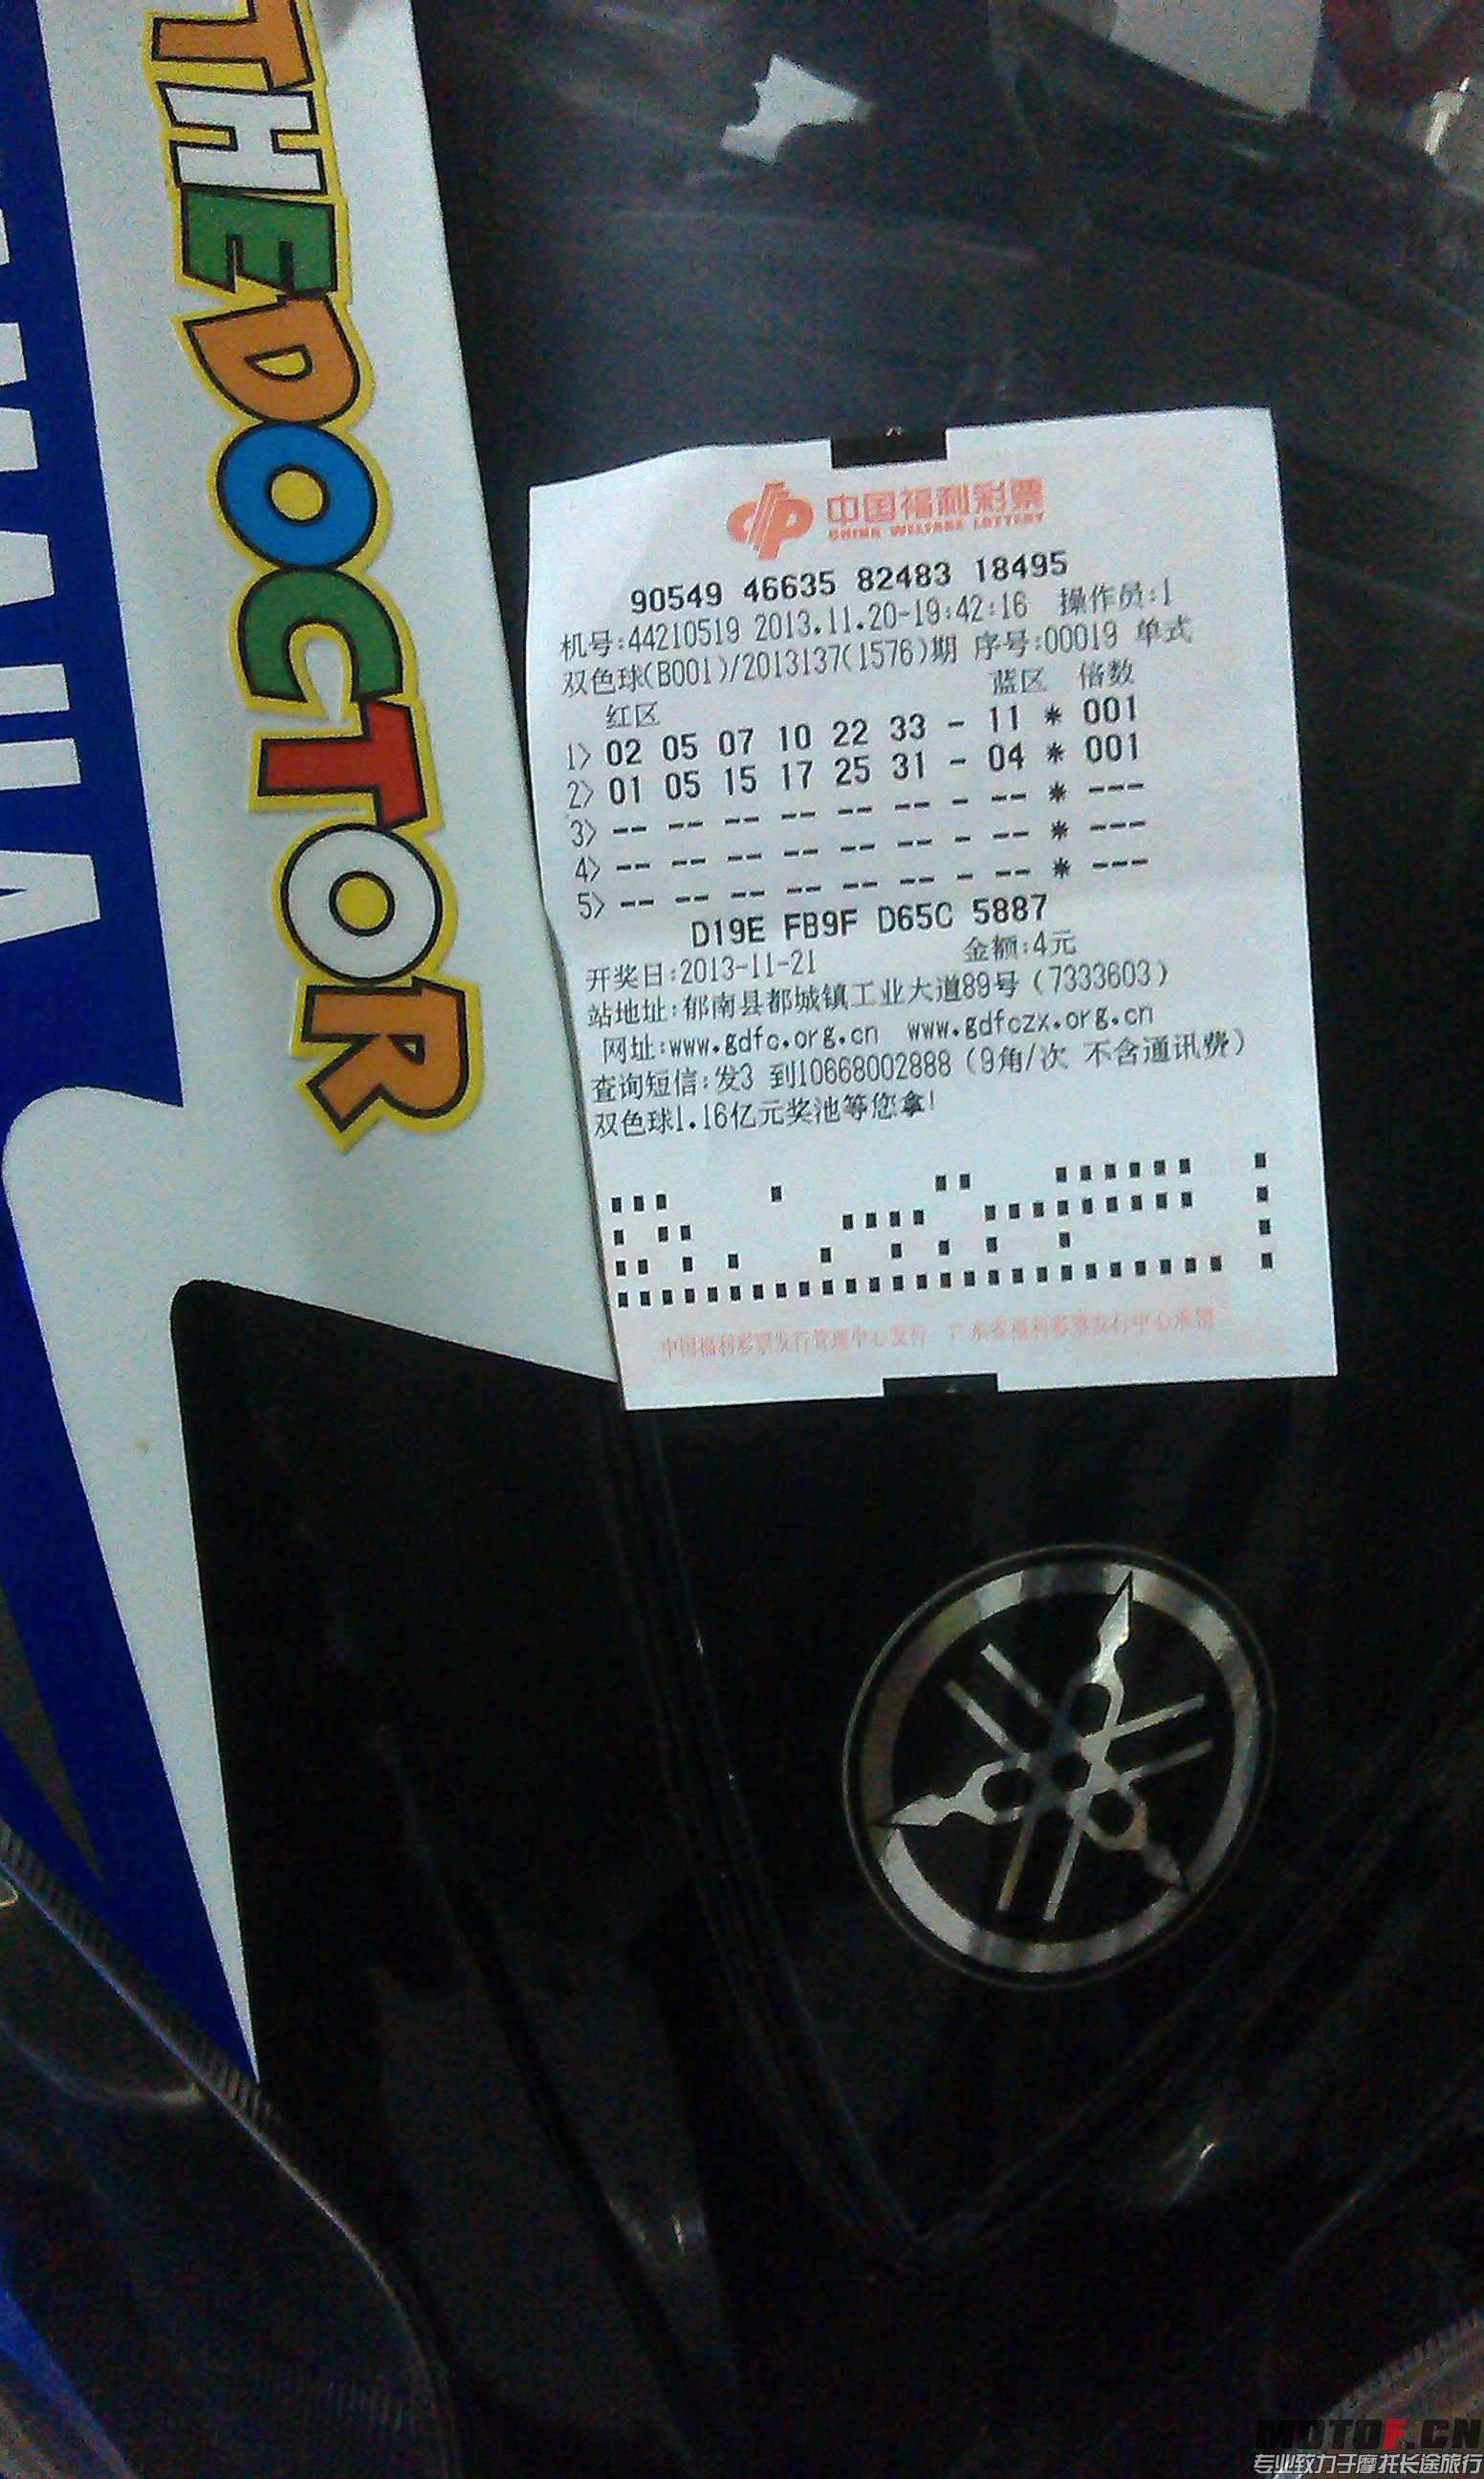 THE DOCTOR
中国福利彩票
CHINA WELFARE LOTTERY
90549 46635 82483 18495
机号:44210519 2013.11.20-19:42:16 操作员:1
双色球(B001)/2013137(1576)期 序号:00019 单式
红区 蓝区 倍数
1> 02 05 07 10 22 33 - 11 * 001
2> 01 05 15 17 25 31 - 04 * 001
3> -- -- -- -- -- -- - -- * ---
4> -- -- -- -- -- -- - -- * ---
5> -- -- -- -- -- -- - -- * ---
D19E FB9F D65C 5887
开奖日:2013-11-21 金额:4元
站地址:郁南县都城镇工业大道89号(7333603)
网址:www.gdfc.org.cn www.gdfczx.org.cn
查询短信:发3 到10668002888(9角/次 不含通讯费)
双色球1.16亿元奖池等您拿!
中国福利彩票发行管理中心发行 广东省福利彩票发行中心承销
MOTOF.CN
专业致力于摩托长途旅行